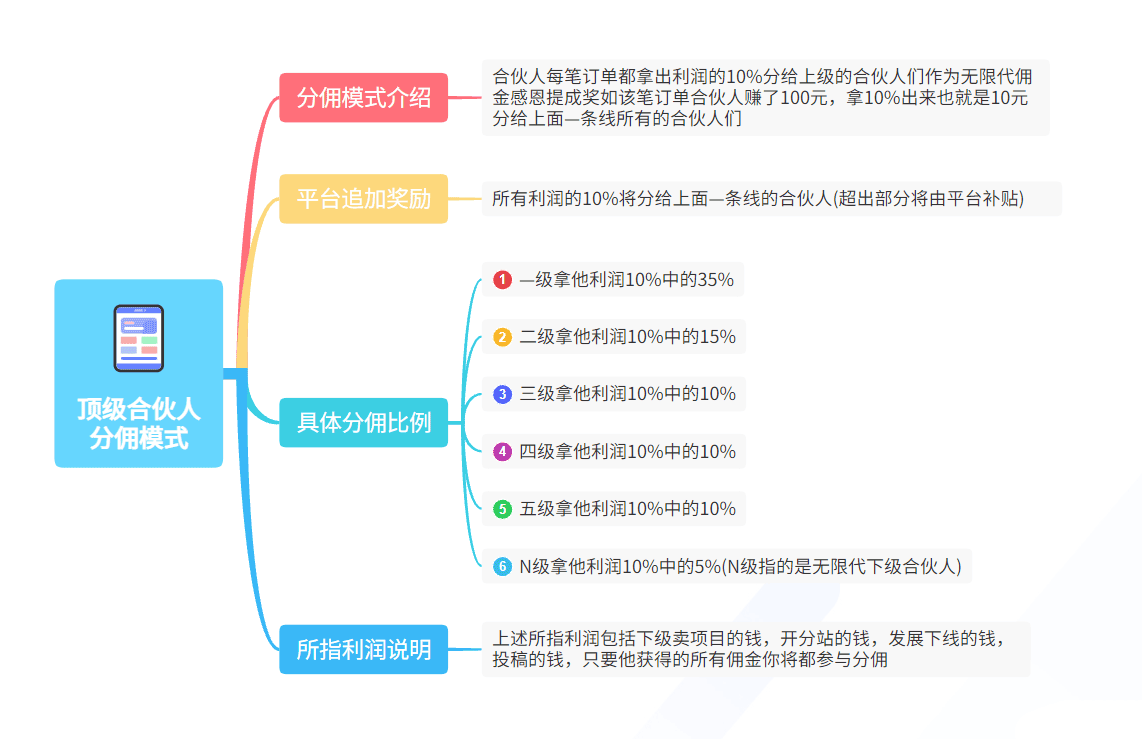 顶级合伙人
分佣模式
分佣模式介绍
合伙人每笔订单都拿出利润的10%分给上级的合伙人们作为无限代佣
金感恩提成奖如该笔订单合伙人赚了100元，拿10%出来也就是10元
分给上面—条线所有的合伙人们
平台追加奖励
所有利润的10%将分给上面—条线的合伙人(超出部分将由平台补贴)
具体分佣比例
1 —级拿他利润10%中的35%
2 二级拿他利润10%中的15%
3 三级拿他利润10%中的10%
4 四级拿他利润10%中的10%
5 五级拿他利润10%中的10%
6 N级拿他利润10%中的5%(N级指的是无限代下级合伙人)
所指利润说明
上述所指利润包括下级卖项目的钱，开分站的钱，发展下线的钱，
投稿的钱，只要他获得的所有佣金你将都参与分佣